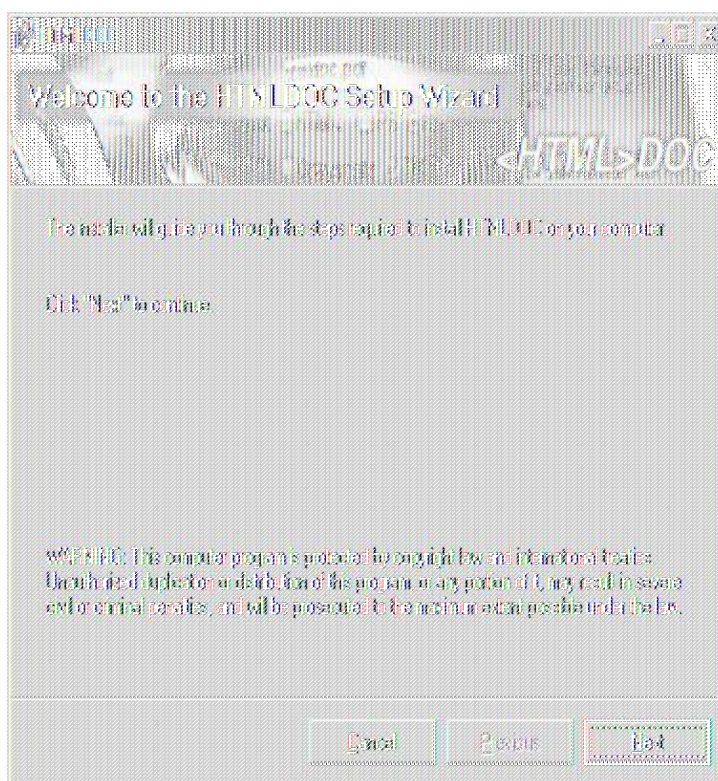 HTMLDOC
Welcome to the HTMLDOC Setup Wizard
<HTML>DOC
The installer will guide you through the steps required to install HTMLDOC on your computer.
Click "Next" to continue.
WARNING: This computer program is protected by copyright law and international treaties.
Unauthorized duplication or distribution of this program, or any portion of it, may result in severe
civil or criminal penalties, and will be prosecuted to the maximum extent possible under the law.
Cancel
Previous
Next